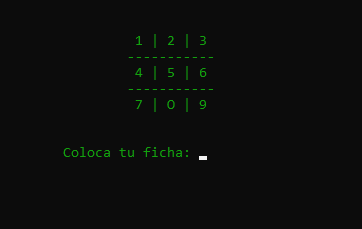 1 | 2 | 3
-----------
4 | 5 | 6
-----------
7 | O | 9
Coloca tu ficha: